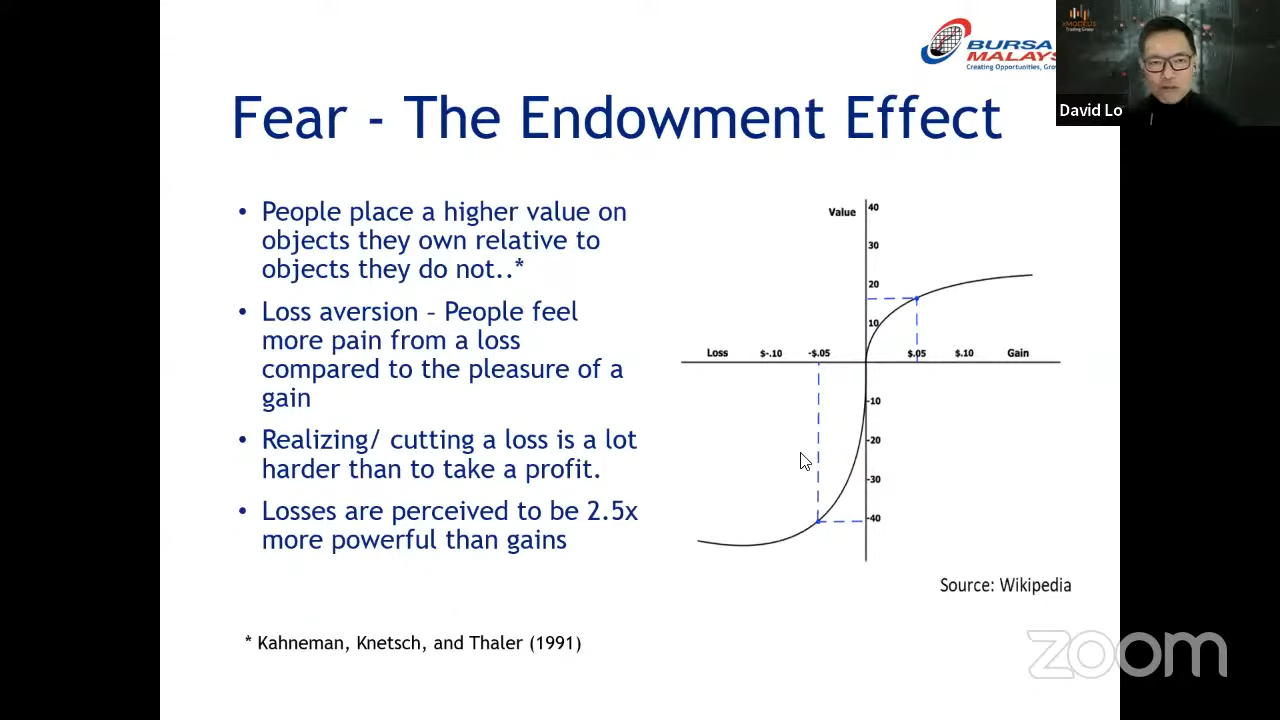 BURSA
MALAYS
Creating Opportunities, Grow
Trading Group
David Lo
Fear - The Endowment Effect
• People place a higher value on
objects they own relative to
objects they do not..*
• Loss aversion – People feel
more pain from a loss
compared to the pleasure of a
gain
• Realizing/ cutting a loss is a lot
harder than to take a profit.
• Losses are perceived to be 2.5x
more powerful than gains
Value
40
30
20
10
Loss $-.10 -$.05 $.05 $.10 Gain
-10
-20
-30
-40
Source: Wikipedia
* Kahneman, Knetsch, and Thaler (1991)
zoom